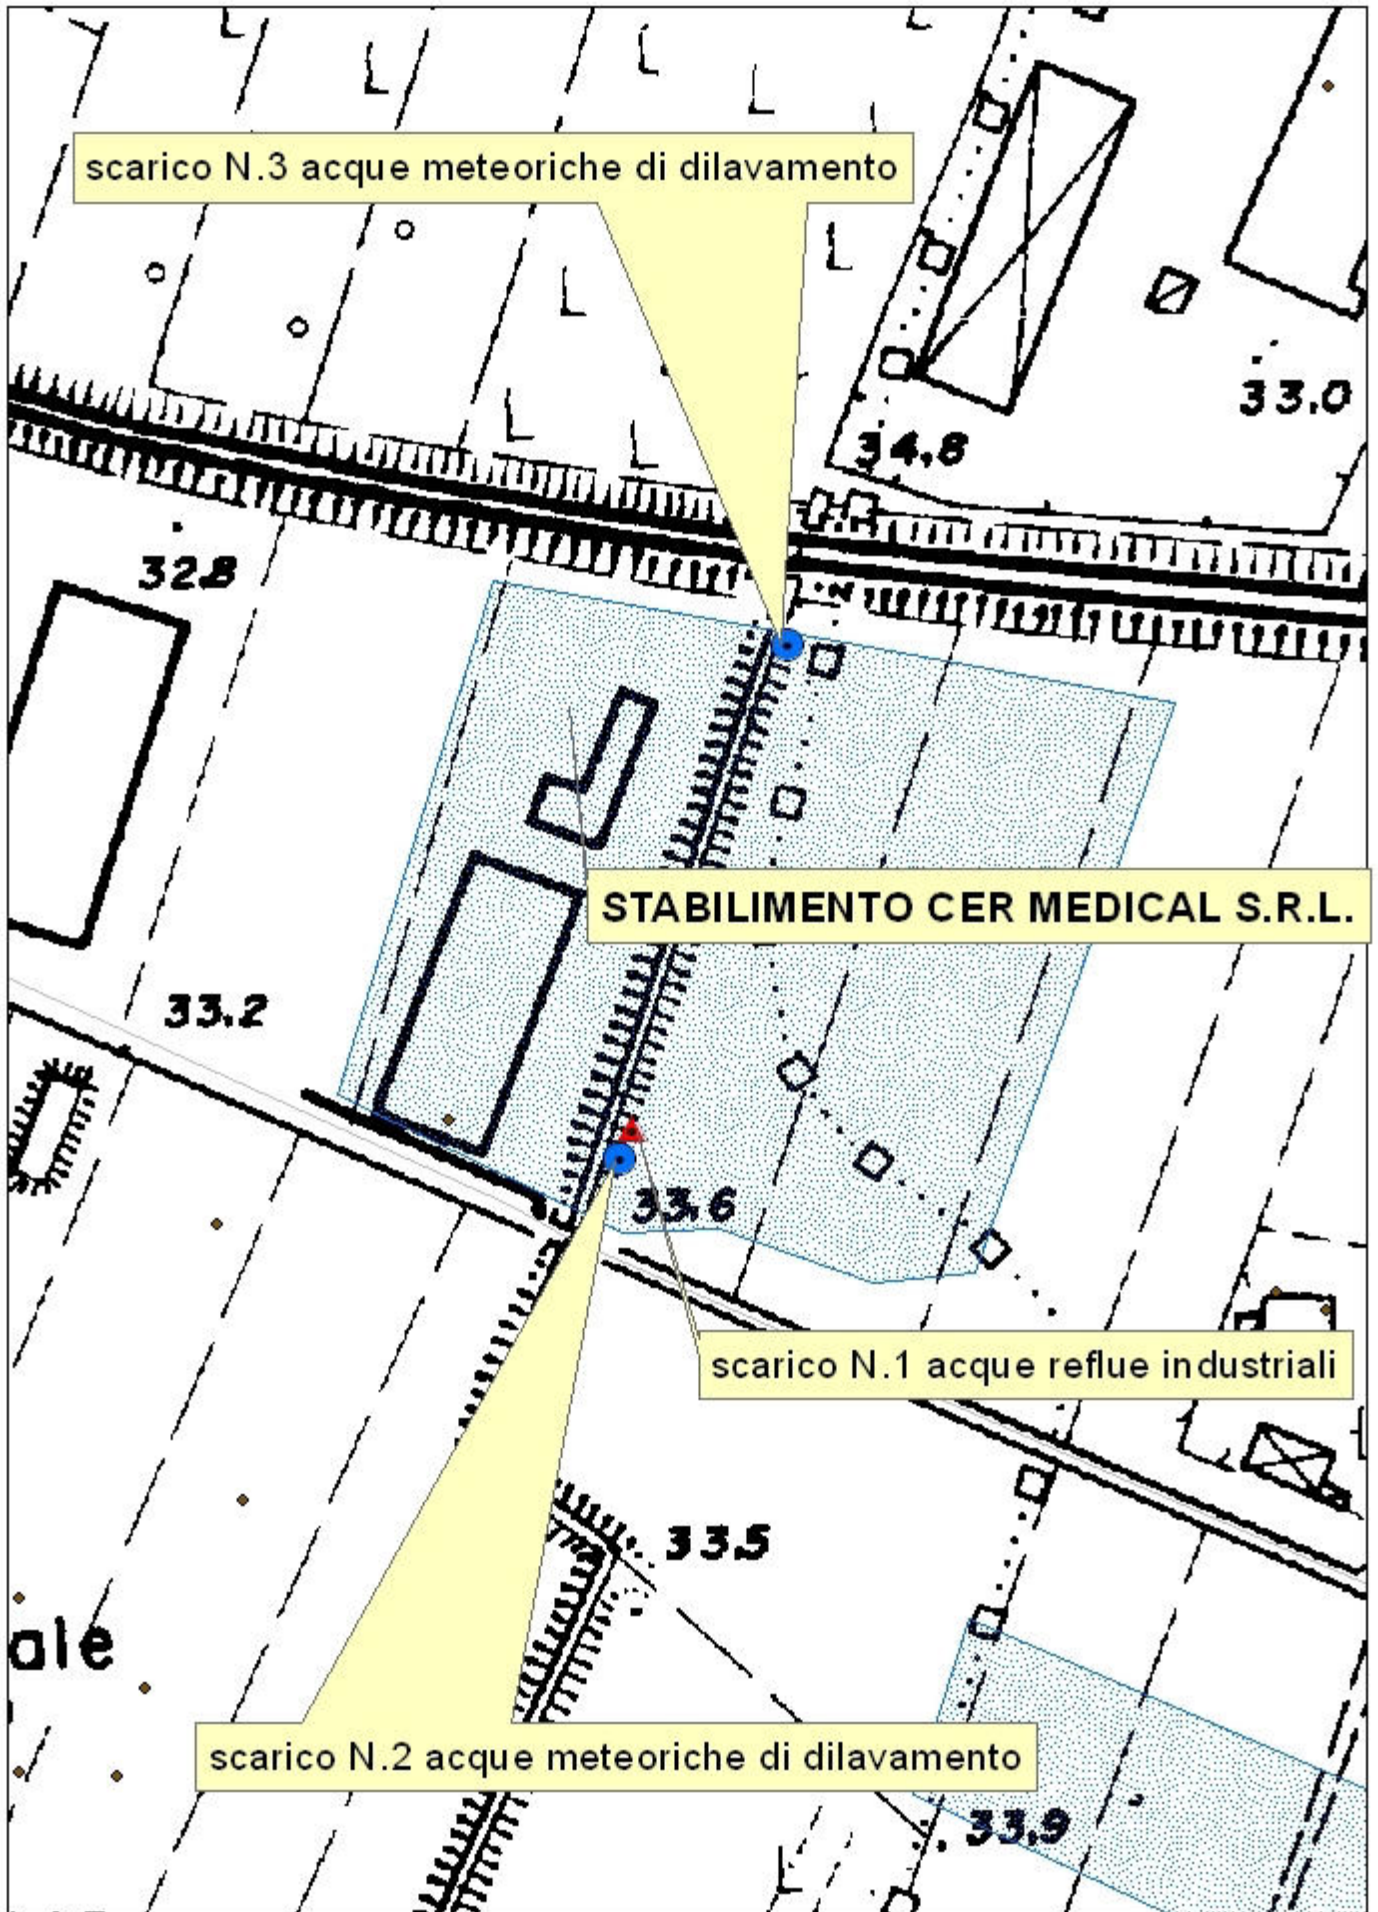 scarico N.3 acque meteoriche di dilavamento
33.0
34.8
32.8
STABILIMENTO CER MEDICAL S.R.L.
33.2
33.6
scarico N.1 acque reflue industriali
33.5
ale
scarico N.2 acque meteoriche di dilavamento
33.9